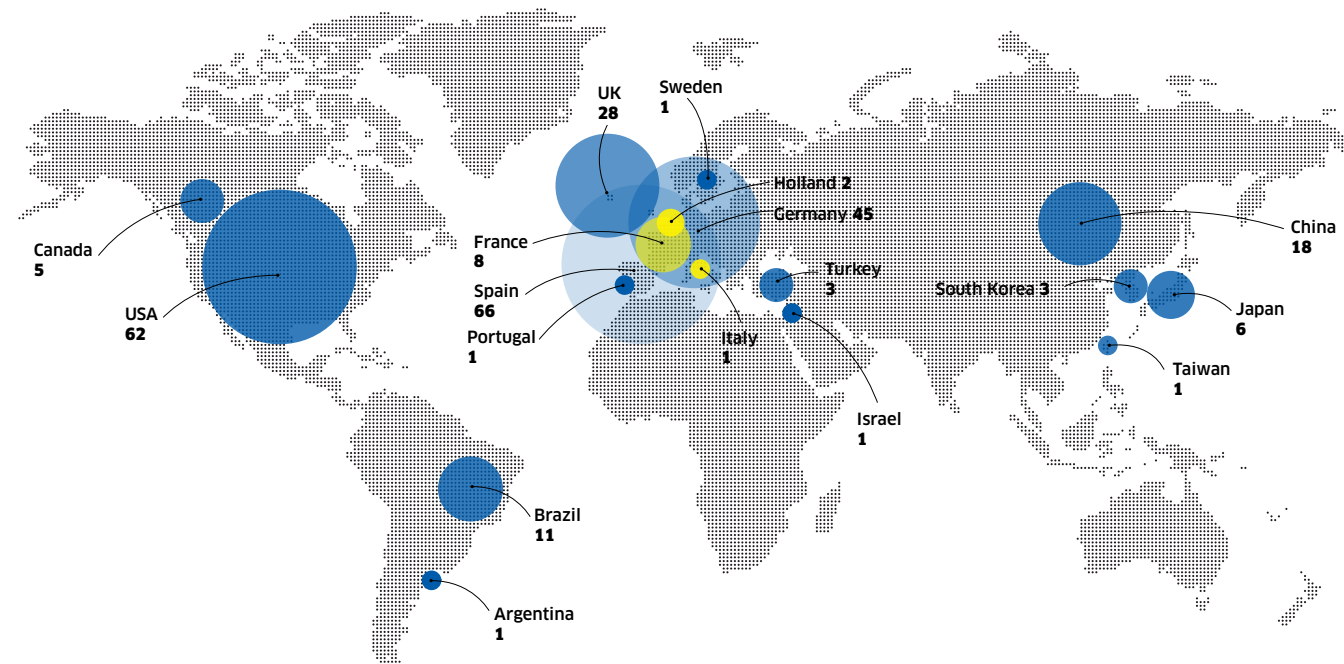 UK
28
Sweden
1
Holland 2
Germany 45
France
8
Spain
66
Portugal
1
Italy
1
Turkey
3
Israel
1
Canada
5
USA
62
Brazil
11
Argentina
1
China
18
South Korea 3
Japan
6
Taiwan
1